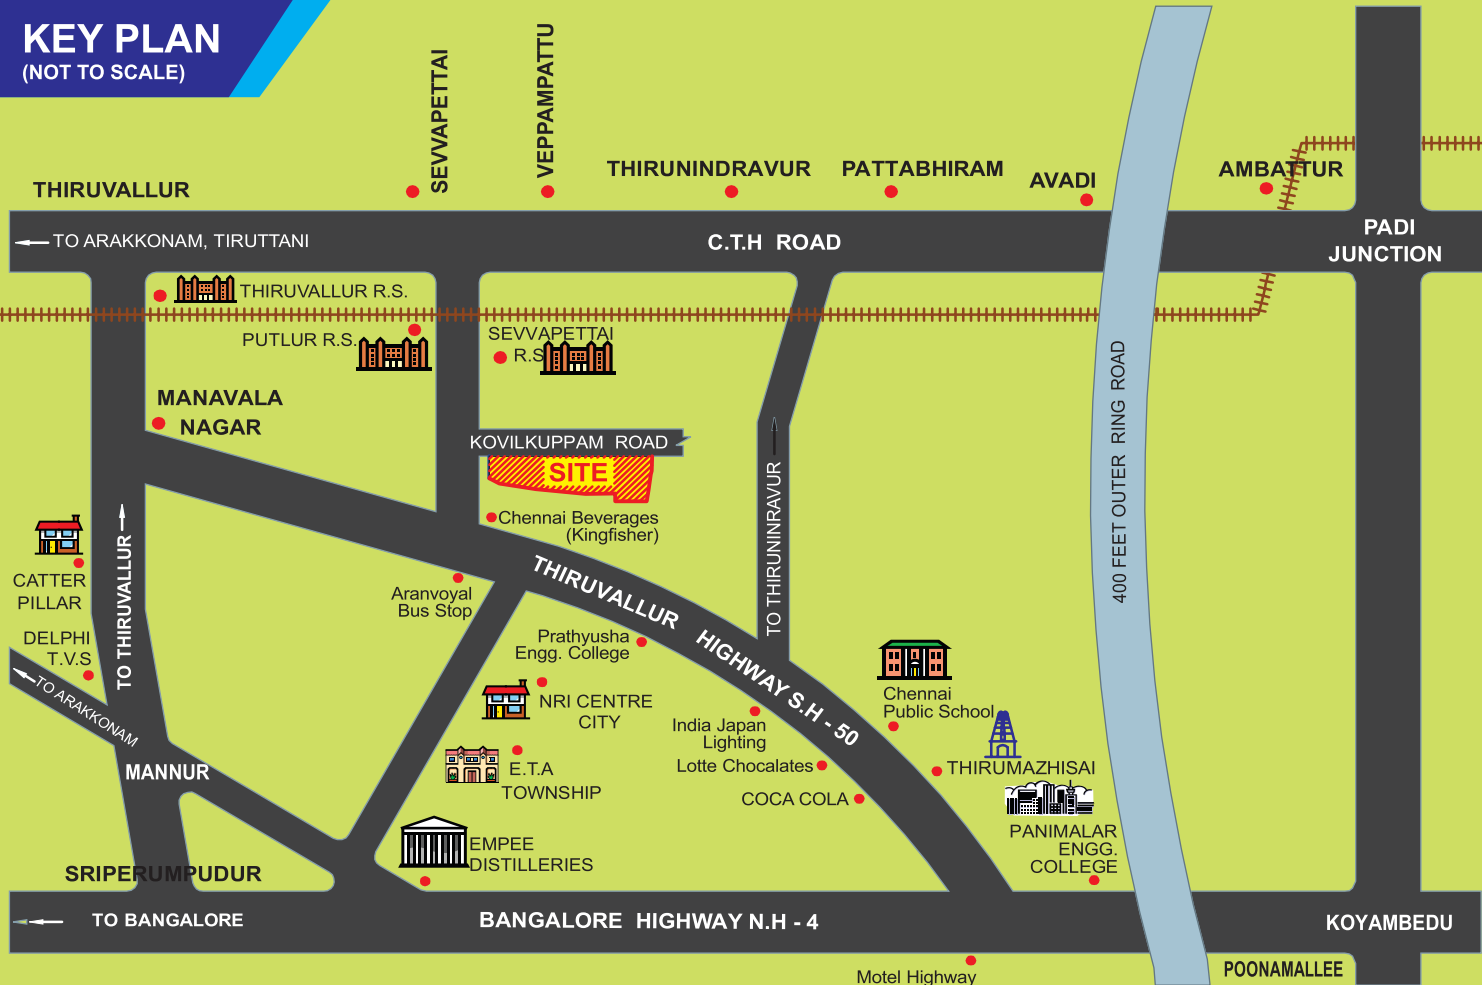 KEY PLAN
(NOT TO SCALE)
SEVVAPETTAI
VEPPAMPATTU
THIRUVALLUR
THIRUNINDRAVUR
PATTABHIRAM
AVADI
AMBATTUR
TO ARAKKONAM, TIRUTTANI
C.T.H ROAD
PADI
JUNCTION
THIRUVALLUR R.S.
PUTLUR R.S.
SEVVAPETTAI
R.S
MANAVALA
NAGAR
KOVILKUPPAM ROAD
SITE
Chennai Beverages
(Kingfisher)
400 FEET OUTER RING ROAD
TO THIRUNINRAVUR
TO THIRUVALLUR
CATTER
PILLAR
DELPHI
T.V.S
TO ARAKKONAM
Aranvoyal
Bus Stop
THIRUVALLUR HIGHWAY S.H - 50
Prathyusha
Engg. College
NRI CENTRE
CITY
E.T.A
TOWNSHIP
India Japan
Lighting
Lotte Chocalates
COCA COLA
Chennai
Public School
THIRUMAZHISAI
PANIMALAR
ENGG.
COLLEGE
MANNUR
EMPEE
DISTILLERIES
SRIPERUMPUDUR
TO BANGALORE
BANGALORE HIGHWAY N.H - 4
KOYAMBEDU
Motel Highway
POONAMALLEE